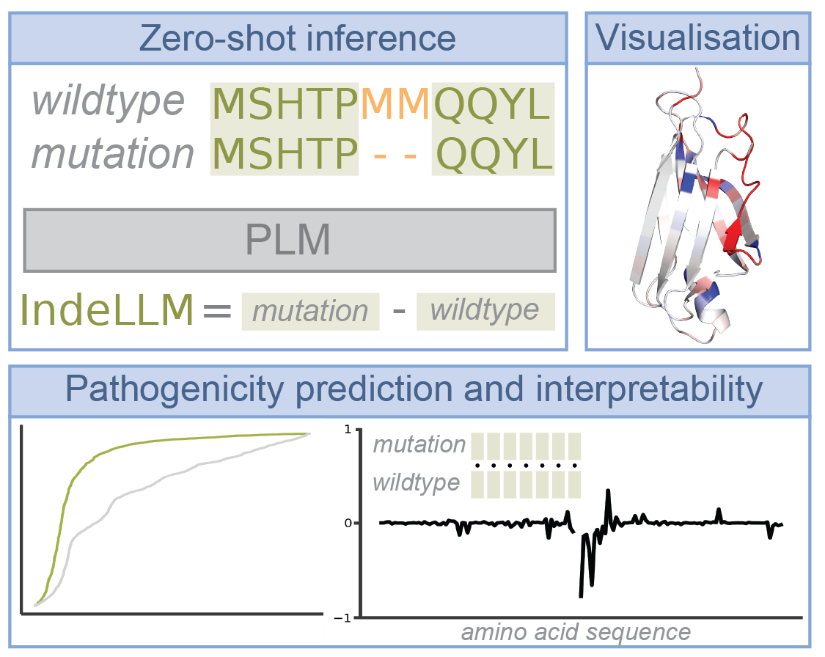 Zero-shot inference
wildtype MSHTPMMQQYL
mutation MSHTP - - QQYL
PLM
IndeLLM = mutation - wildtype
Visualisation
Pathogenicity prediction and interpretability
1
mutation
wildtype
0
−1
amino acid sequence